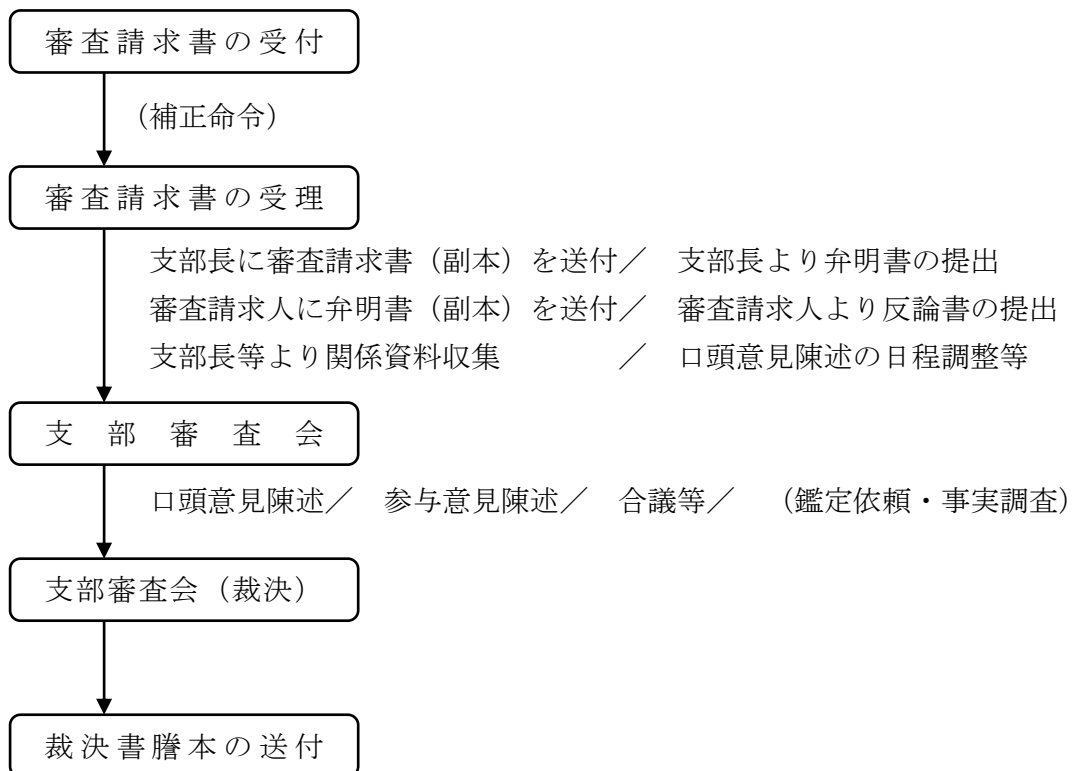 審査請求書の受付
（補正命令）
審査請求書の受理
支部長に審査請求書（副本）を送付／　支部長より弁明書の提出
審査請求人に弁明書（副本）を送付／　審査請求人より反論書の提出
支部長等より関係資料収集　　　　／　口頭意見陳述の日程調整等
支　部　審　査　会
口頭意見陳述／　参与意見陳述／　合議等／　（鑑定依頼・事実調査）
支部審査会（裁決）
裁決書謄本の送付